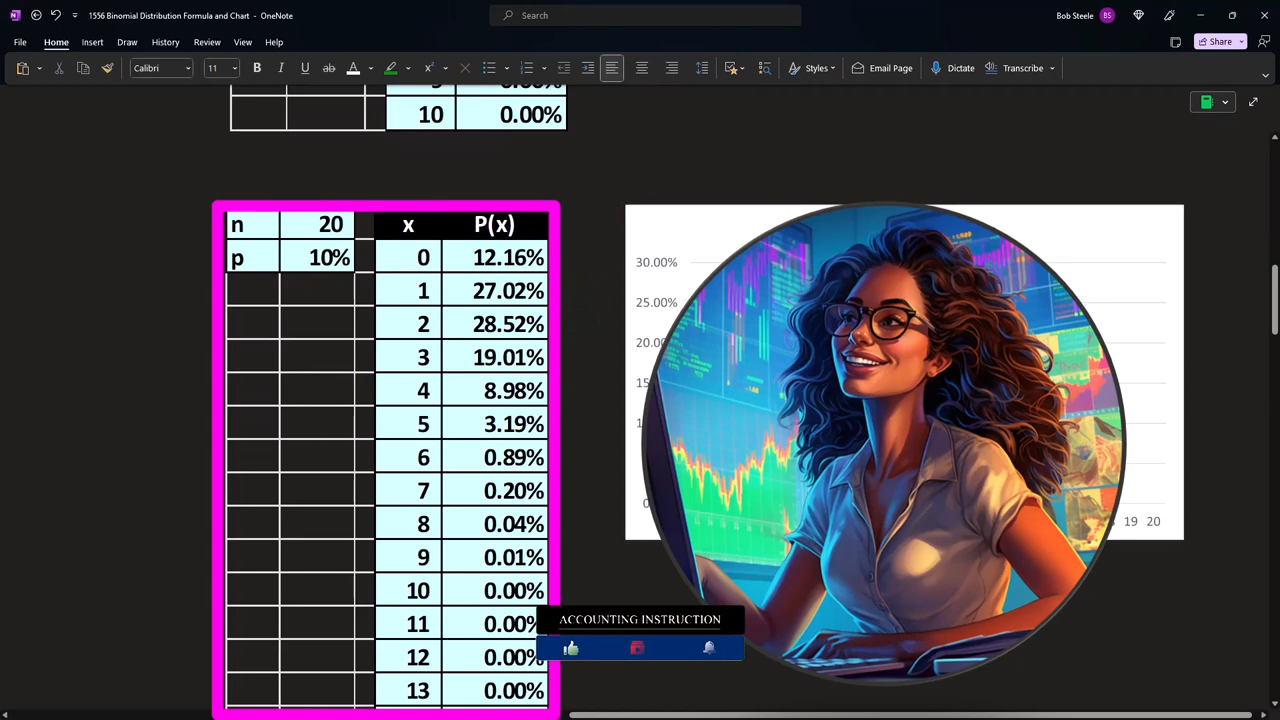 1556 Binomial Distribution Formula and Chart - OneNote
Search
Bob Steele BS
File Home Insert Draw History Review View Help
Share
Calibri 11 B I U ab A Styles Email Page Dictate Transcribe
10 0.00%
n 20 x P(x)
p 10% 0 12.16%
1 27.02%
2 28.52%
3 19.01%
4 8.98%
5 3.19%
6 0.89%
7 0.20%
8 0.04%
9 0.01%
10 0.00%
11 0.00%
12 0.00%
13 0.00%
30.00%
25.00%
19 20
ACCOUNTING INSTRUCTION